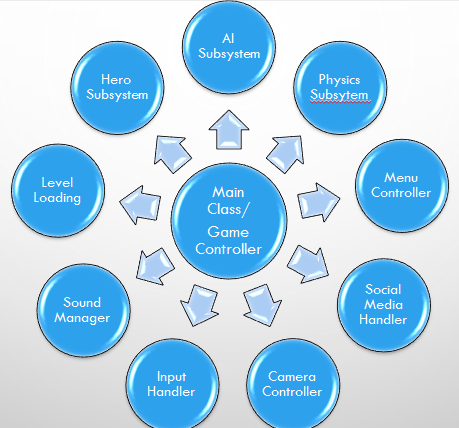 AI
Subsystem
Physics
Subsytem
Menu
Controller
Social
Media
Handler
Camera
Controller
Input
Handler
Sound
Manager
Level
Loading
Hero
Subsystem
Main
Class/
Game
Controller